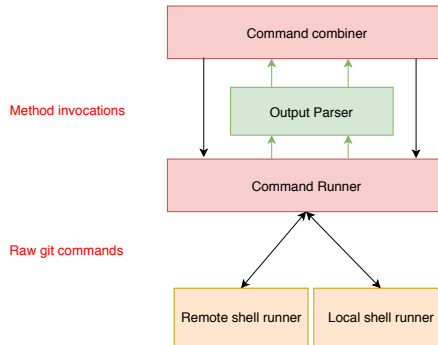 Command combiner
Method invocations
Output Parser
Command Runner
Raw git commands
Remote shell runner
Local shell runner